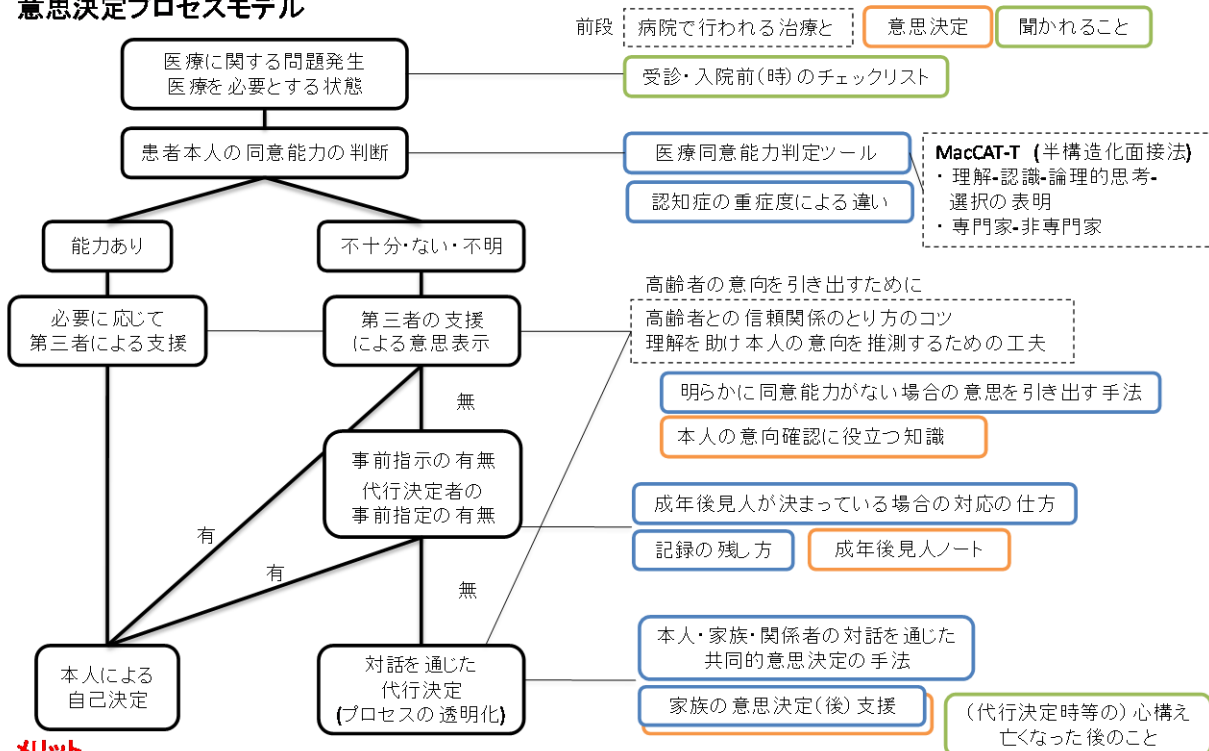 意思決定プロセスモデル
前段
病院で行われる治療と
意思決定
聞かれること
医療に関する問題発生
医療を必要とする状態
受診・入院前(時)のチェックリスト
患者本人の同意能力の判断
医療同意能力判定ツール
認知症の重症度による違い
MacCAT-T (半構造化面接法)
・ 理解-認識-論理的思考-
選択の表明
・ 専門家-非専門家
能力あり
不十分・ない・不明
必要に応じて
第三者による支援
第三者の支援
による意思表示
高齢者の意向を引き出すために
高齢者との信頼関係のとり方のコツ
理解を助け本人の意向を推測するための工夫
明らかに同意能力がない場合の意思を引き出す手法
本人の意向確認に役立つ知識
無
事前指示の有無
代行決定者の
事前指定の有無
成年後見人が決まっている場合の対応の仕方
記録の残し方
成年後見人ノート
有
有
無
本人による
自己決定
対話を通じた
代行決定
(プロセスの透明化)
本人・家族・関係者の対話を通じた
共同的意思決定の手法
家族の意思決定(後)支援
(代行決定時等の)心構え
亡くなった後のこと
メリット